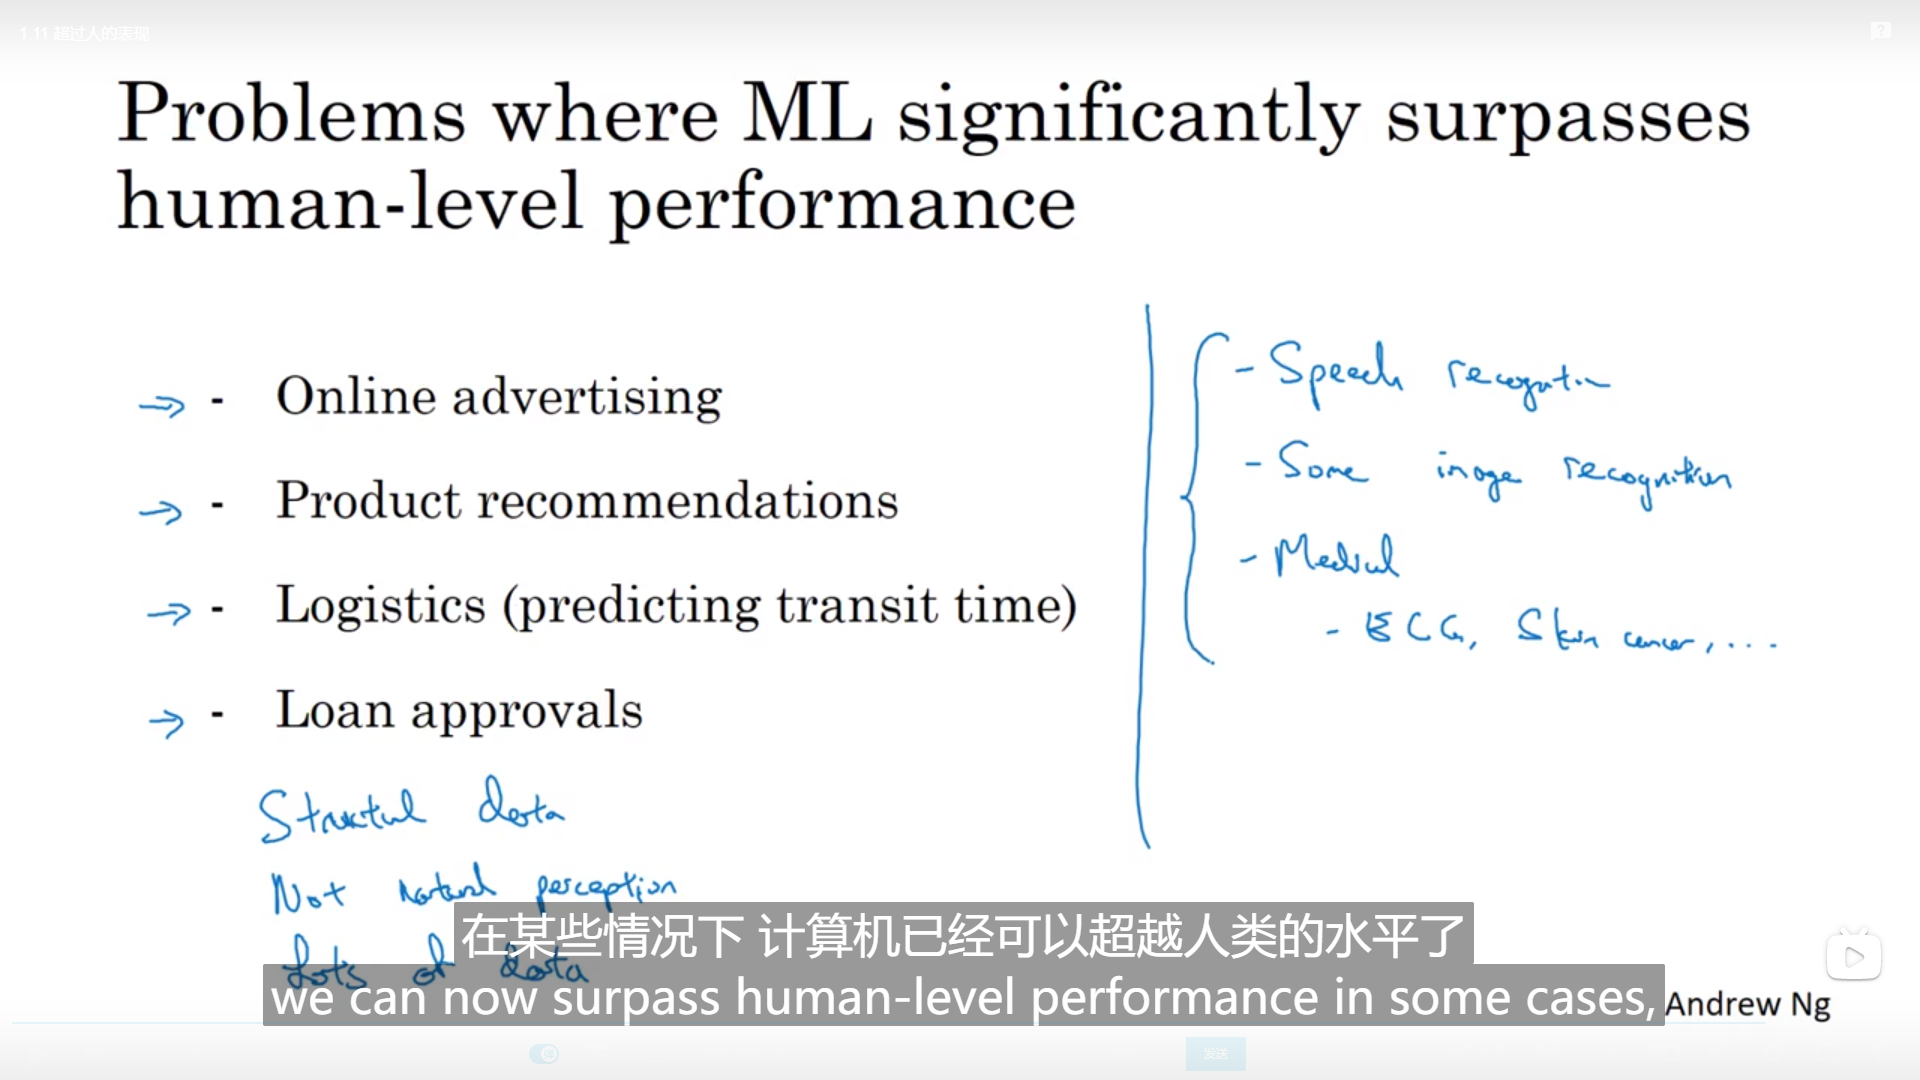 1.11 超过人的表现
Problems where ML significantly surpasses
human-level performance
- Online advertising
- Product recommendations
- Logistics (predicting transit time)
- Loan approvals
Structural data
Not natural perception
Lots of data
- Speech recognition
- Some image recognition
- Medical
- ECG, Skin cancer, ...
在某些情况下 计算机已经可以超越人类的水平了
we can now surpass human-level performance in some cases,
Andrew Ng
发送